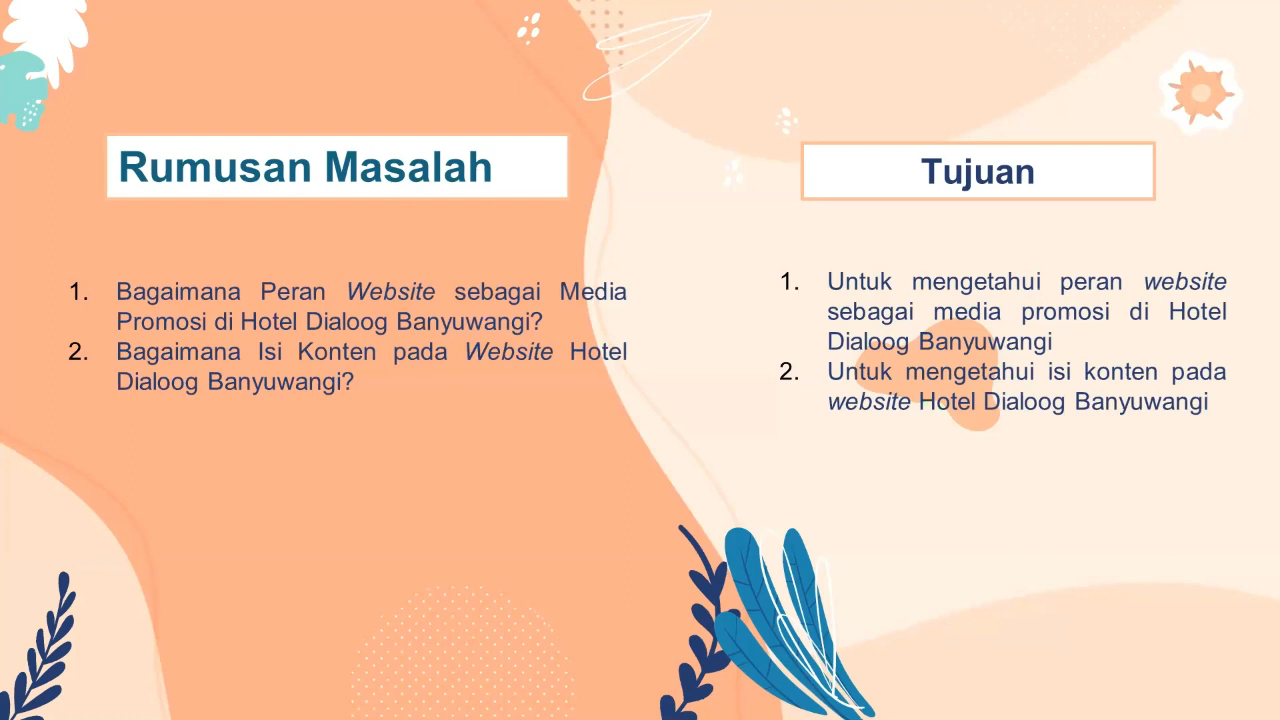 Rumusan Masalah
1. Bagaimana Peran Website sebagai Media
Promosi di Hotel Dialoog Banyuwangi?
2. Bagaimana Isi Konten pada Website Hotel
Dialoog Banyuwangi?
Tujuan
1. Untuk mengetahui peran website
sebagai media promosi di Hotel
Dialoog Banyuwangi
2. Untuk mengetahui isi konten pada
website Hotel Dialoog Banyuwangi